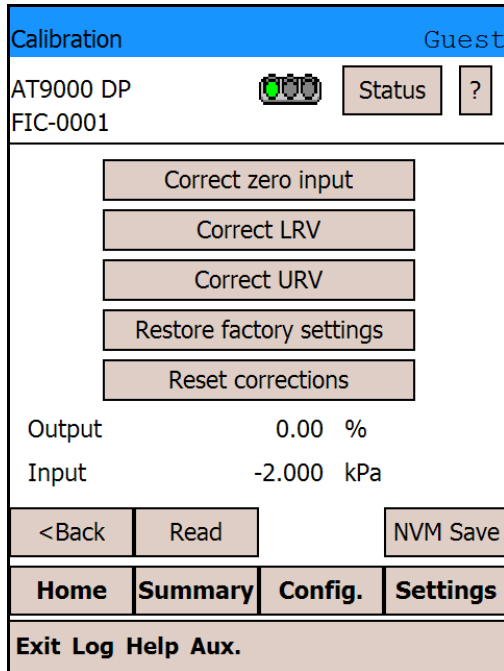 Calibration Guest
AT9000 DP
FIC-0001
Status ?
Correct zero input
Correct LRV
Correct URV
Restore factory settings
Reset corrections
Output 0.00 %
Input -2.000 kPa
<Back Read NVM Save
Home Summary Config. Settings
Exit Log Help Aux.